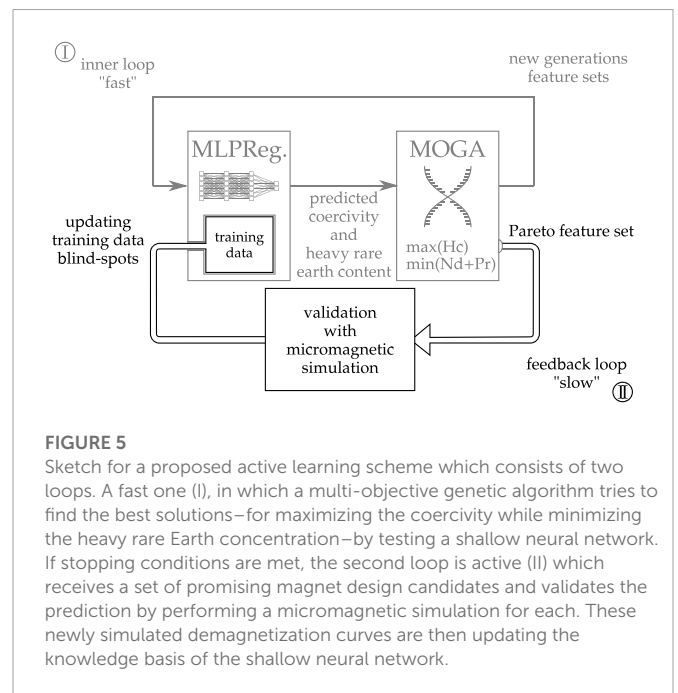 Ⓘ inner loop
"fast"
new generations
feature sets
MLPReg.
MOGA
predicted
coercivity
and
heavy rare
earth content
max(Hc)
min(Nd+Pr)
updating
training data
blind-spots
training
data
Pareto feature set
validation
with
micromagnetic
simulation
feedback loop
"slow" Ⅱ
FIGURE 5
Sketch for a proposed active learning scheme which consists of two
loops. A fast one (I), in which a multi-objective genetic algorithm tries to
find the best solutions–for maximizing the coercivity while minimizing
the heavy rare Earth concentration–by testing a shallow neural network.
If stopping conditions are met, the second loop is active (II) which
receives a set of promising magnet design candidates and validates the
prediction by performing a micromagnetic simulation for each. These
newly simulated demagnetization curves are then updating the
knowledge basis of the shallow neural network.